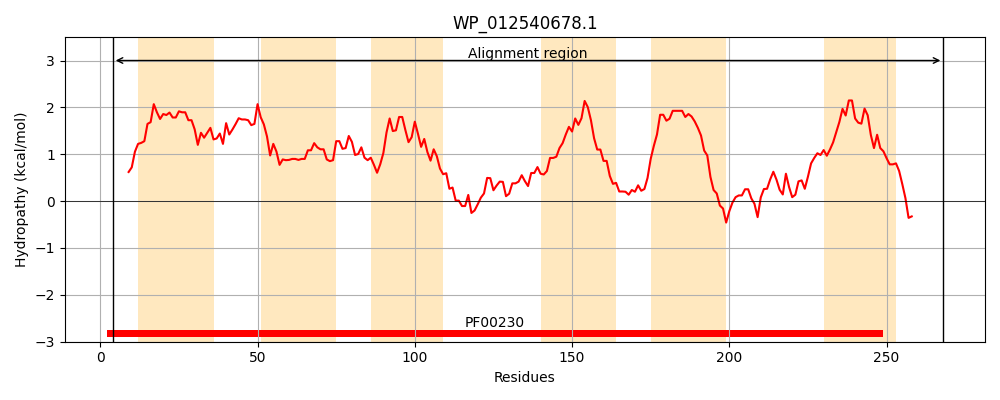 WP_012540678.1
Alignment region
PF00230
Hydropathy (kcal/mol)
3
2
1
0
−1
−2
−3
0 50 100 150 200 250
Residues